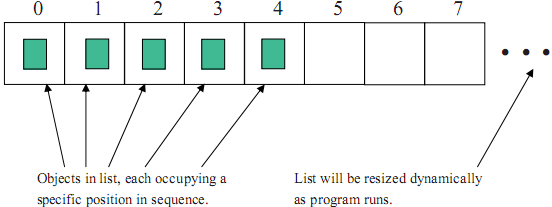 0 1 2 3 4 5 6 7
Objects in list, each occupying a
specific position in sequence.
List will be resized dynamically
as program runs.